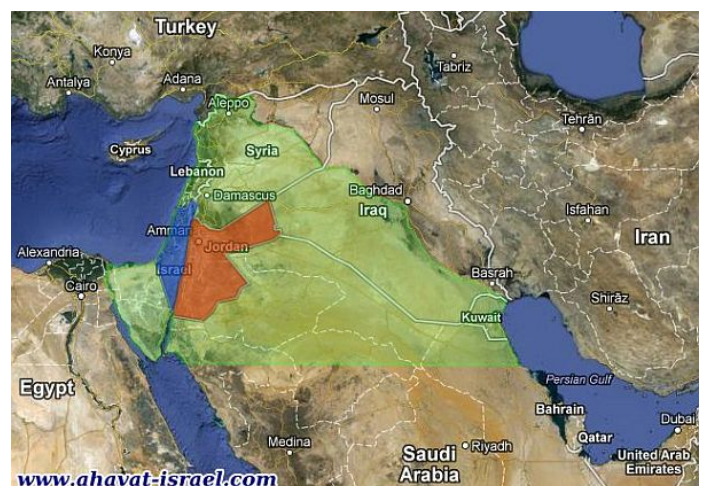 Turkey
Konya
Antalya
Adana
Tabriz
Aleppo
Mosul
Tehrān
Cyprus
Syria
Lebanon
Damascus
Baghdad
Iraq
Isfahan
Amman
Jordan
Iran
Alexandria
Israel
Cairo
Basrah
Shirāz
Kuwait
Egypt
Persian Gulf
Bahrain
Dubai
Qatar
Medina
Saudi
Arabia
Riyadh
United Arab
Emirates
www.ahavat-israel.com